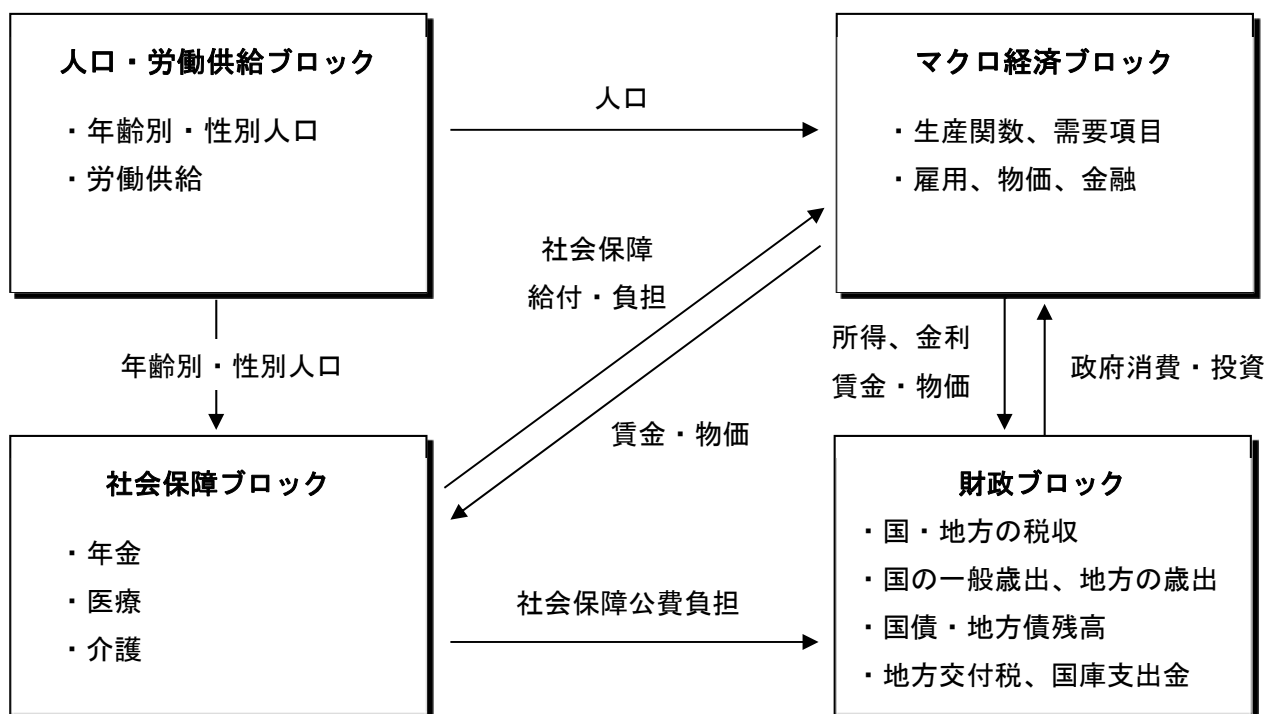 人口・労働供給ブロック
・年齢別・性別人口
・労働供給
人口
マクロ経済ブロック
・生産関数、需要項目
・雇用、物価、金融
社会保障
給付・負担
年齢別・性別人口
賃金・物価
所得、金利
賃金・物価
政府消費・投資
社会保障ブロック
・年金
・医療
・介護
社会保障公費負担
財政ブロック
・国・地方の税収
・国の一般歳出、地方の歳出
・国債・地方債残高
・地方交付税、国庫支出金